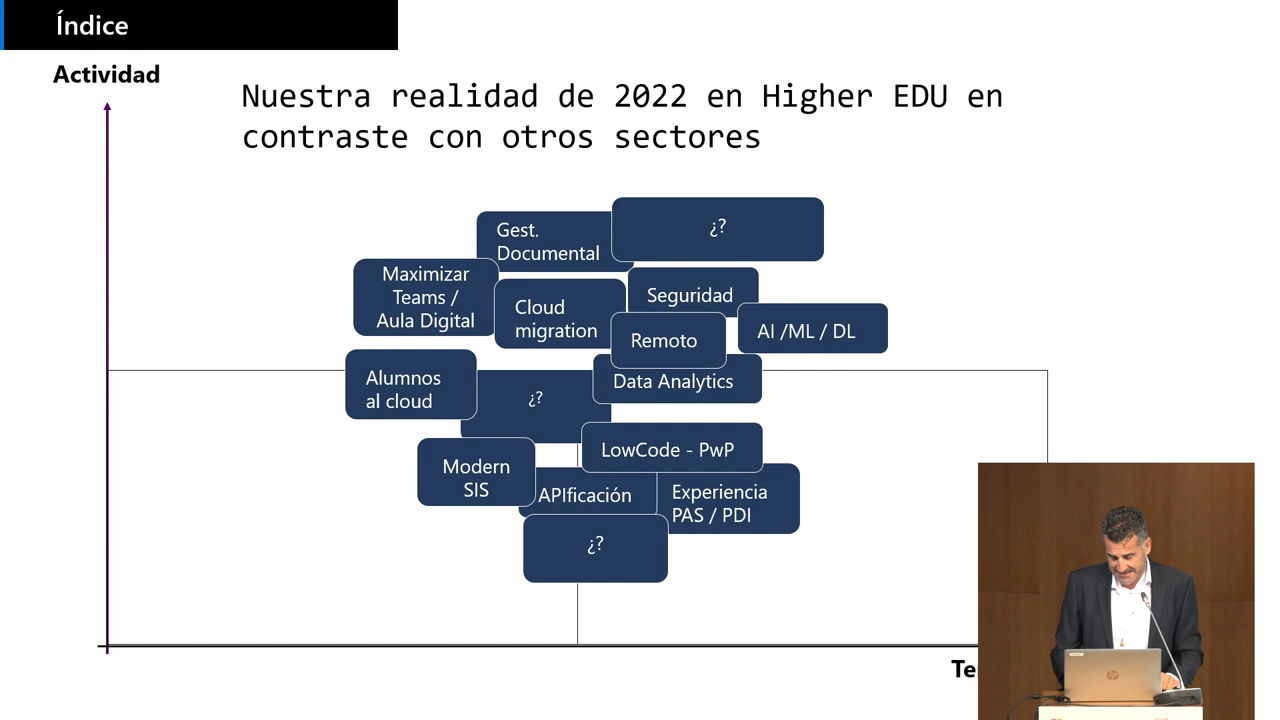 Índice
Actividad
Nuestra realidad de 2022 en Higher EDU en
contraste con otros sectores
Gest.
Documental
¿?
Maximizar
Teams /
Aula Digital
Cloud
migration
Seguridad
Remoto
AI /ML / DL
Alumnos
al cloud
¿?
Data Analytics
LowCode - PwP
Modern
SIS
APIficación
Experiencia
PAS / PDI
¿?
Te